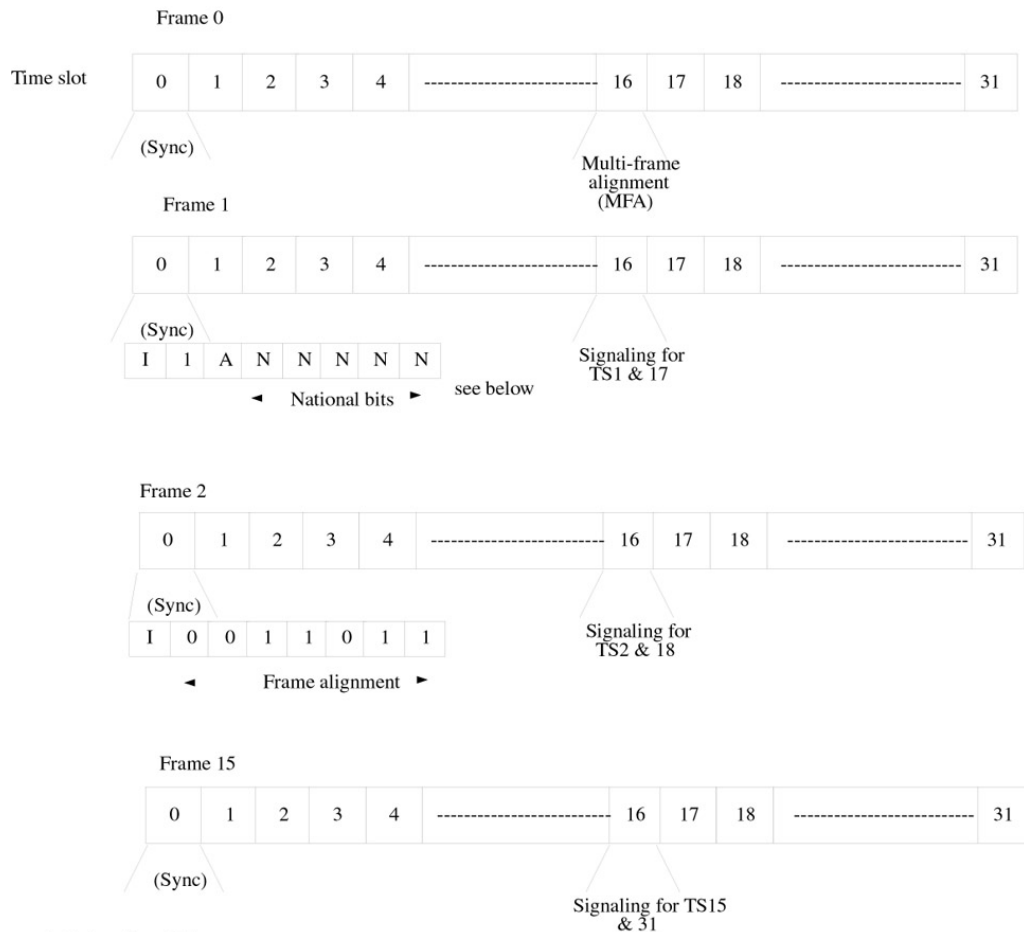 Frame 0
Time slot
0 1 2 3 4 ---------------------- 16 17 18 ----------------------- 31
(Sync)
Multi-frame
alignment
(MFA)
Frame 1
0 1 2 3 4 ---------------------- 16 17 18 ----------------------- 31
(Sync)
I 1 A N N N N N
Signaling for
TS1 & 17
◄ National bits ►
see below
Frame 2
0 1 2 3 4 ---------------------- 16 17 18 ----------------------- 31
(Sync)
I 0 0 1 1 0 1 1
Signaling for
TS2 & 18
◄ Frame alignment ►
Frame 15
0 1 2 3 4 ---------------------- 16 17 18 ----------------------- 31
(Sync)
Signaling for TS15
& 31